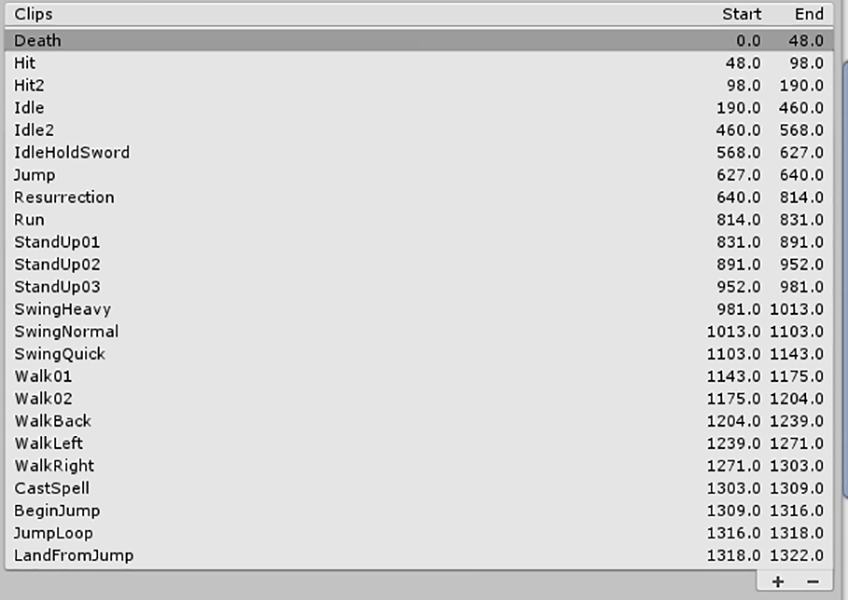 Clips Start End
Death 0.0 48.0
Hit 48.0 98.0
Hit2 98.0 190.0
Idle 190.0 460.0
Idle2 460.0 568.0
IdleHoldSword 568.0 627.0
Jump 627.0 640.0
Resurrection 640.0 814.0
Run 814.0 831.0
StandUp01 831.0 891.0
StandUp02 891.0 952.0
StandUp03 952.0 981.0
SwingHeavy 981.0 1013.0
SwingNormal 1013.0 1103.0
SwingQuick 1103.0 1143.0
Walk01 1143.0 1175.0
Walk02 1175.0 1204.0
WalkBack 1204.0 1239.0
WalkLeft 1239.0 1271.0
WalkRight 1271.0 1303.0
CastSpell 1303.0 1309.0
BeginJump 1309.0 1316.0
JumpLoop 1316.0 1318.0
LandFromJump 1318.0 1322.0
+ −